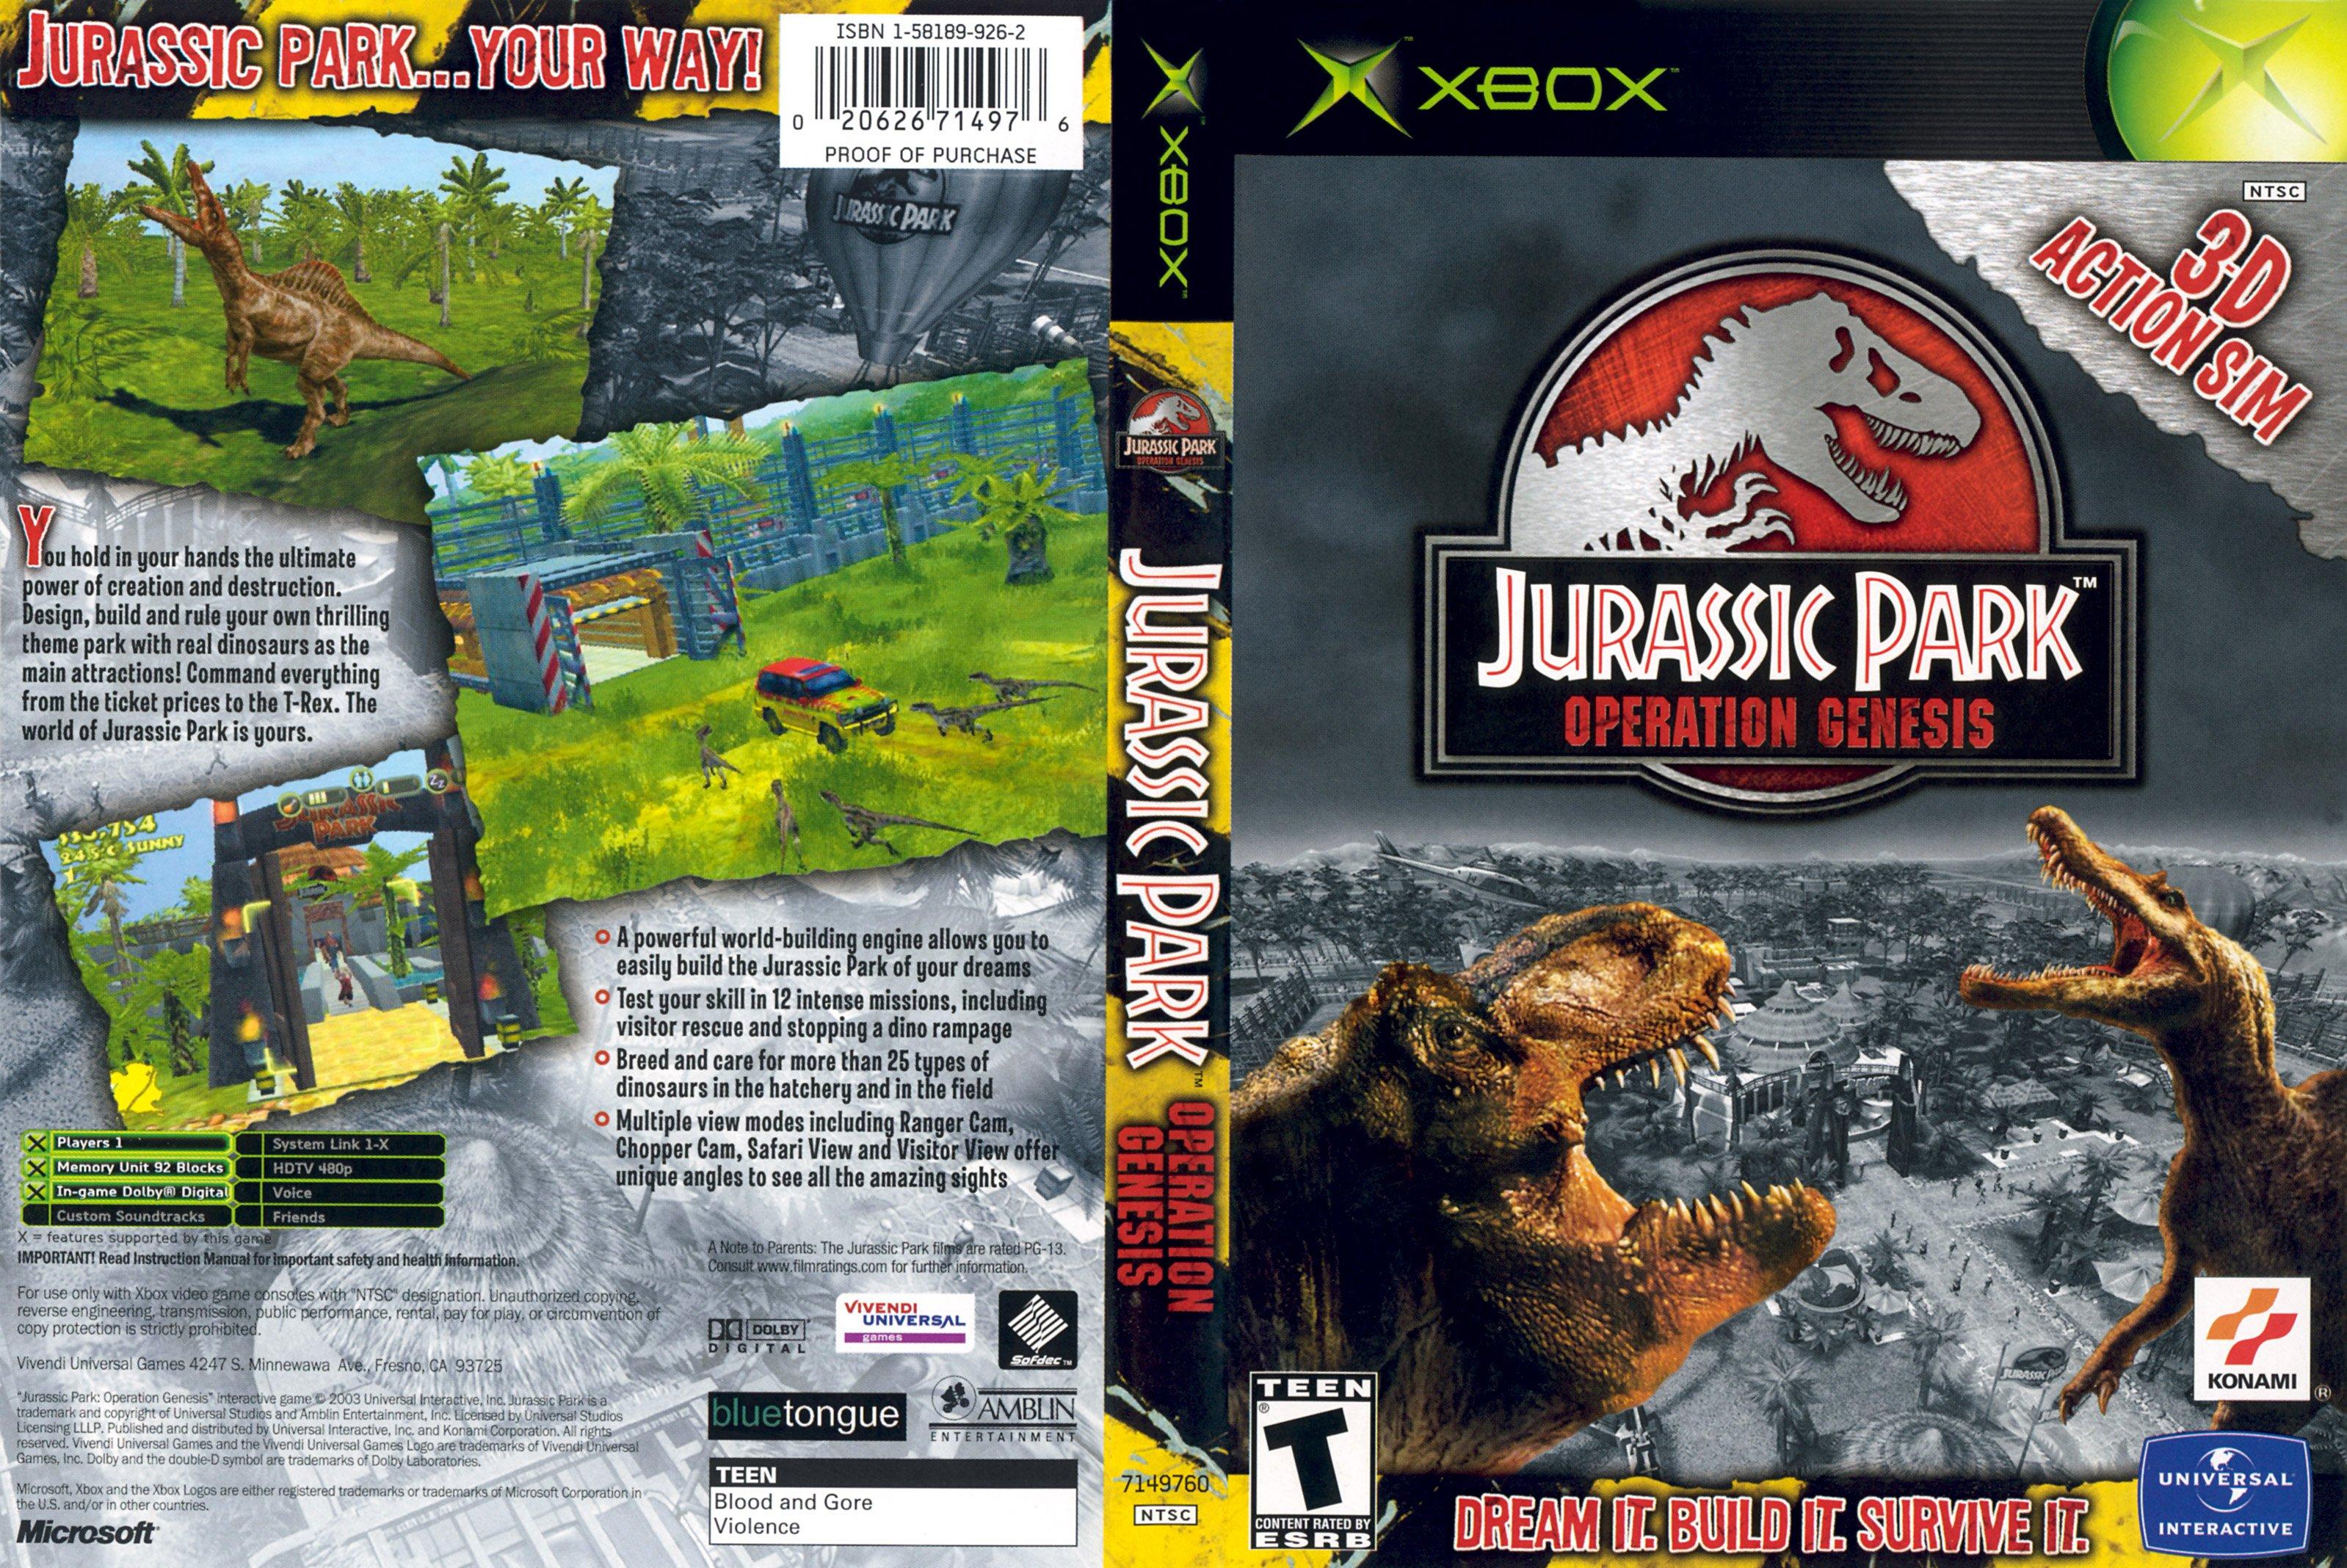 JURASSIC PARK...YOUR WAY!
ISBN 1-58189-926-2
0 20626 71497 6
PROOF OF PURCHASE
JURASSIC PARK
You hold in your hands the ultimate
power of creation and destruction.
Design, build and rule your own thrilling
theme park with real dinosaurs as the
main attractions! Command everything
from the ticket prices to the T-Rex. The
world of Jurassic Park is yours.
JURASSIC
PARK
24.5°C SUNNY
A powerful world-building engine allows you to
easily build the Jurassic Park of your dreams
Test your skill in 12 intense missions, including
visitor rescue and stopping a dino rampage
Breed and care for more than 25 types of
dinosaurs in the hatchery and in the field
Multiple view modes including Ranger Cam,
Chopper Cam, Safari View and Visitor View offer
unique angles to see all the amazing sights
X Players 1
System Link 1-X
X Memory Unit 92 Blocks
HDTV 480p
X In-game Dolby® Digital
Voice
Custom Soundtracks
Friends
X = features supported by this game
IMPORTANT! Read Instruction Manual for important safety and health information.
For use only with Xbox video game consoles with "NTSC" designation. Unauthorized copying,
reverse engineering, transmission, public performance, rental, pay for play, or circumvention of
copy protection is strictly prohibited.
Vivendi Universal Games 4247 S. Minnewawa Ave., Fresno, CA 93725
"Jurassic Park: Operation Genesis" interactive game © 2003 Universal Interactive, Inc. Jurassic Park is a
trademark and copyright of Universal Studios and Amblin Entertainment, Inc. Licensed by Universal Studios
Licensing LLLP. Published and distributed by Universal Interactive, Inc. and Konami Corporation. All rights
reserved. Vivendi Universal Games and the Vivendi Universal Games Logo are trademarks of Vivendi Universal
Games, Inc. Dolby and the double-D symbol are trademarks of Dolby Laboratories.
Microsoft, Xbox and the Xbox Logos are either registered trademarks or trademarks of Microsoft Corporation in
the U.S. and/or in other countries.
Microsoft®
A Note to Parents: The Jurassic Park films are rated PG-13.
Consult www.filmratings.com for further information.
DOLBY
DIGITAL
VIVENDI
UNIVERSAL
games
SofDec™
bluetongue
AMBLIN
ENTERTAINMENT
TEEN
Blood and Gore
Violence
XBOX™
JURASSIC PARK
OPERATION GENESIS
JURASSIC PARK™ OPERATION
GENESIS
7149760
NTSC
XBOX™
NTSC
3-D
ACTION SIM
JURASSIC PARK™
OPERATION GENESIS
JURASSIC PARK
TEEN
T
®
CONTENT RATED BY
ESRB
KONAMI®
DREAM IT. BUILD IT. SURVIVE IT.
UNIVERSAL
INTERACTIVE